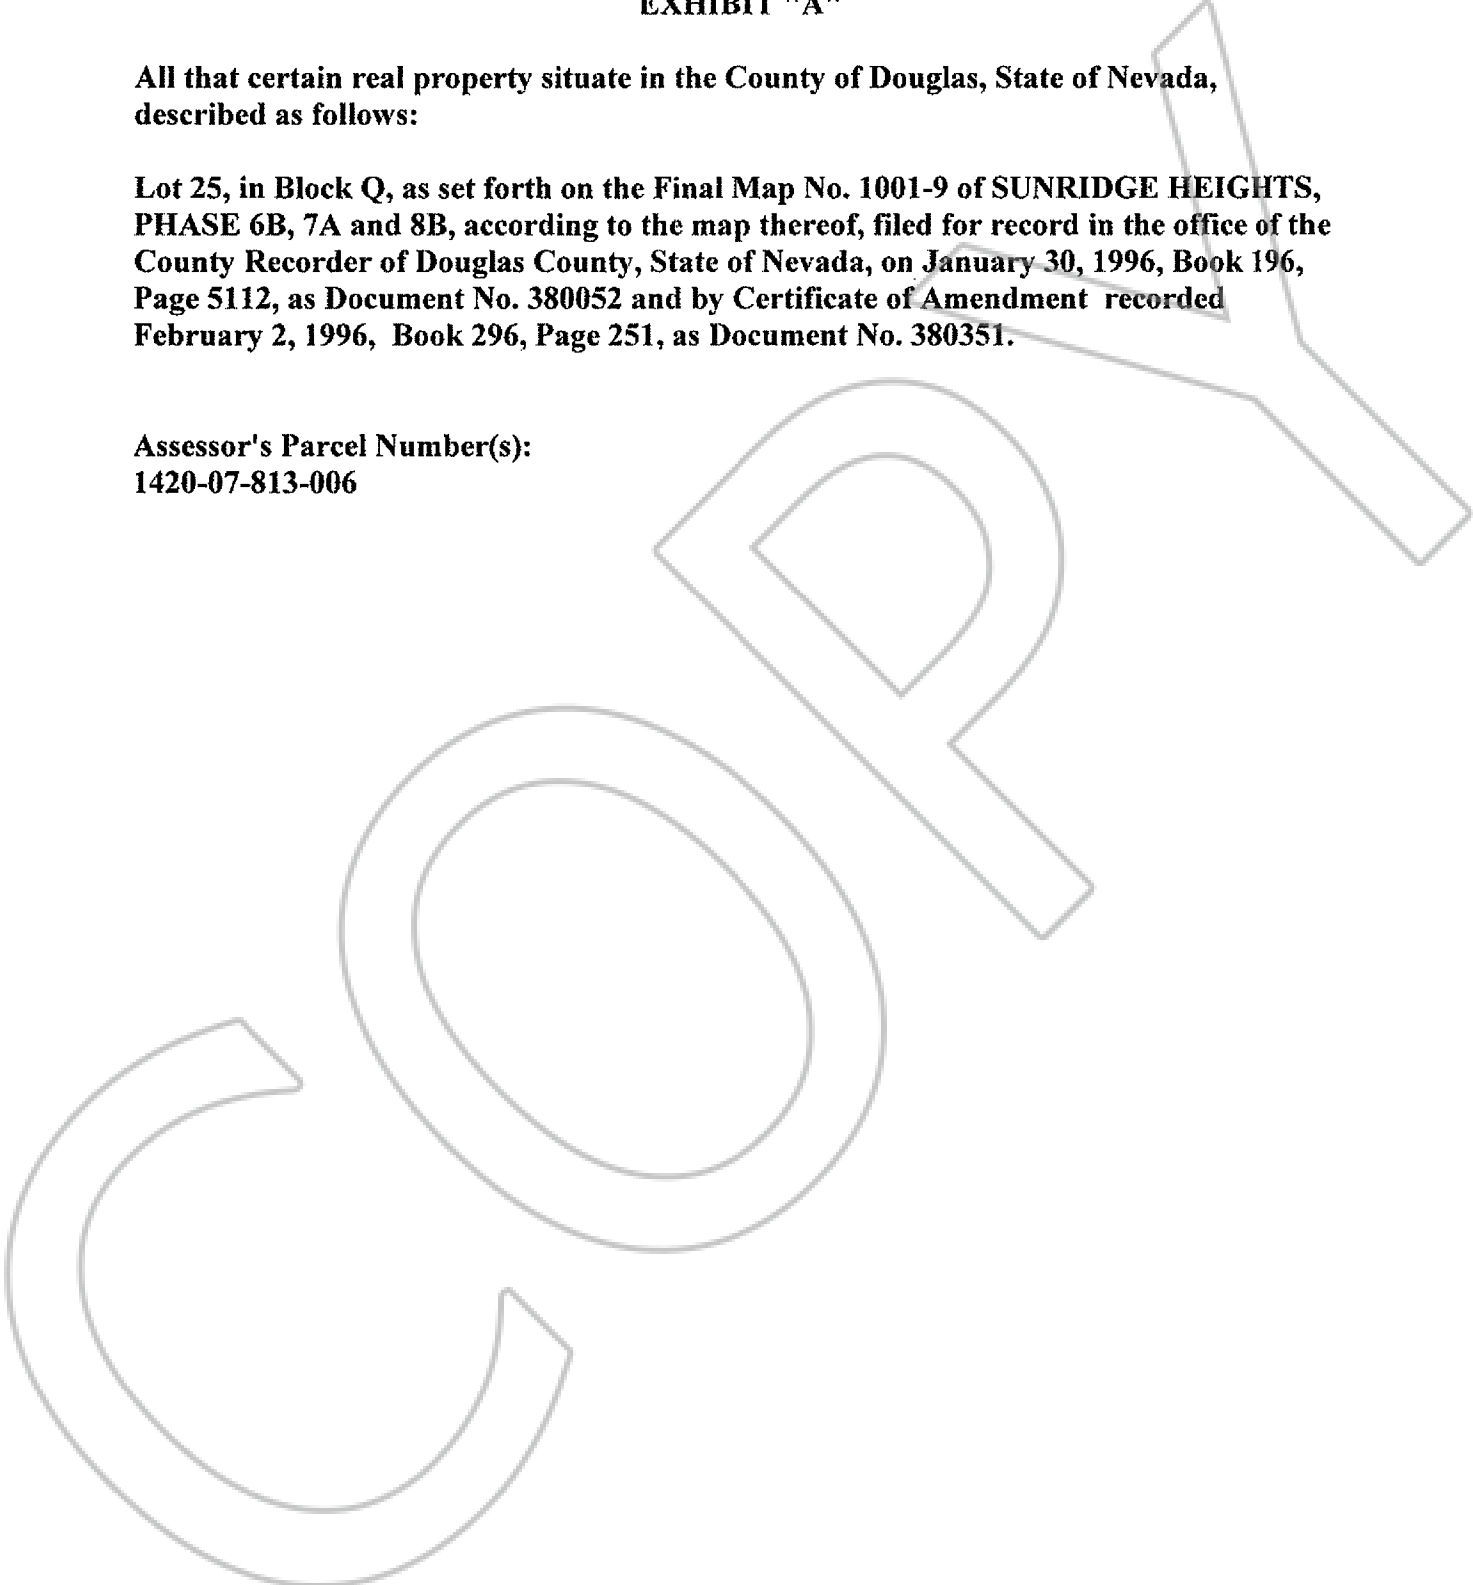 EXHIBIT "A"
All that certain real property situate in the County of Douglas, State of Nevada,
described as follows:
Lot 25, in Block Q, as set forth on the Final Map No. 1001-9 of SUNRIDGE HEIGHTS,
PHASE 6B, 7A and 8B, according to the map thereof, filed for record in the office of the
County Recorder of Douglas County, State of Nevada, on January 30, 1996, Book 196,
Page 5112, as Document No. 380052 and by Certificate of Amendment recorded
February 2, 1996, Book 296, Page 251, as Document No. 380351.
Assessor's Parcel Number(s):
1420-07-813-006
COPY